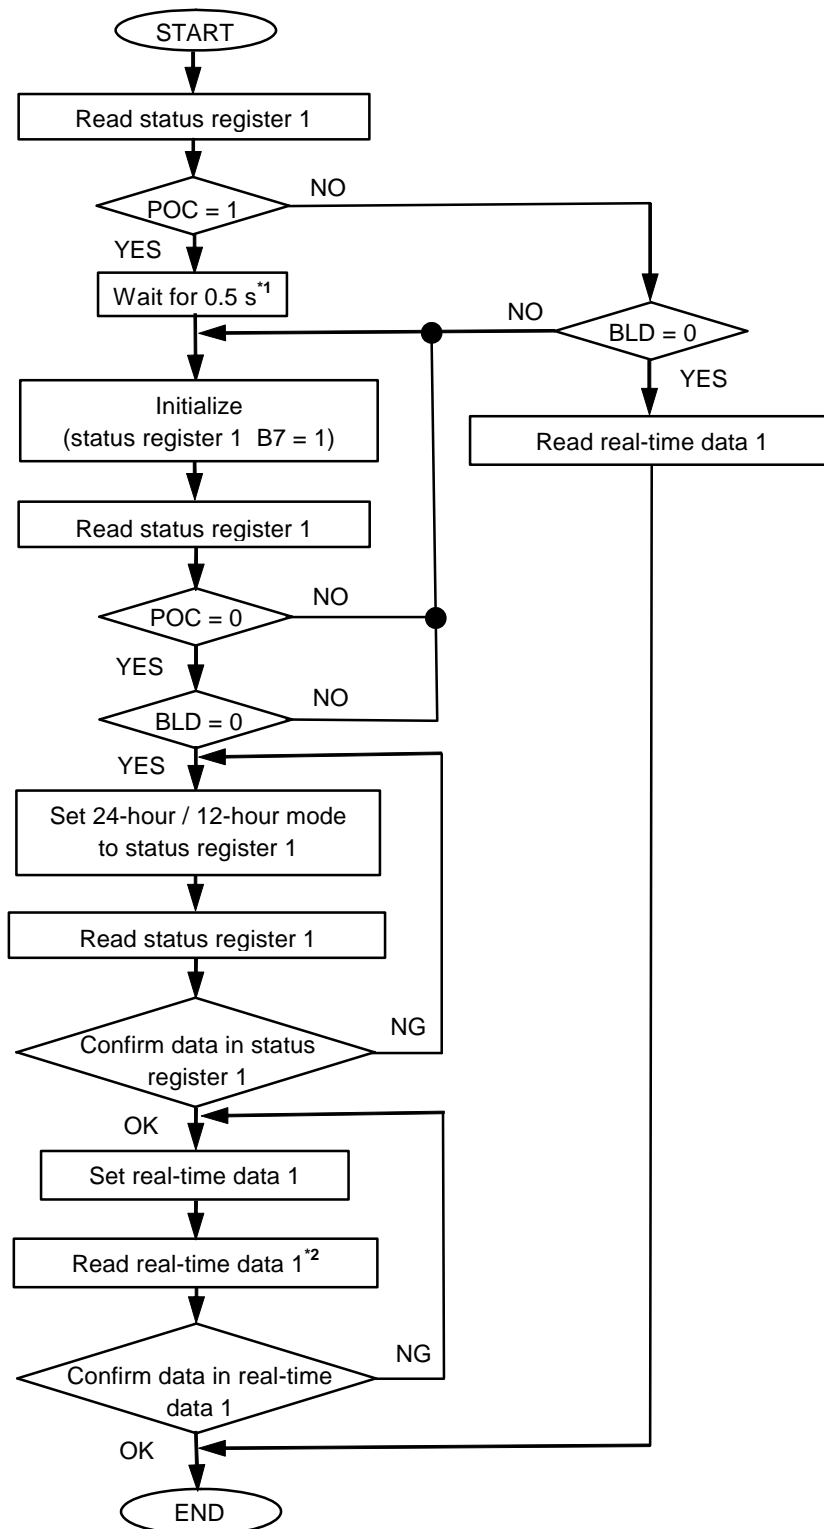 START
Read status register 1
POC = 1
NO
YES
Wait for 0.5 s*1
NO
BLD = 0
YES
Initialize
(status register 1  B7 = 1)
Read real-time data 1
Read status register 1
POC = 0
NO
YES
BLD = 0
NO
YES
Set 24-hour / 12-hour mode
to status register 1
Read status register 1
Confirm data in status
register 1
NG
OK
Set real-time data 1
Read real-time data 1*2
Confirm data in real-time
data 1
NG
OK
END